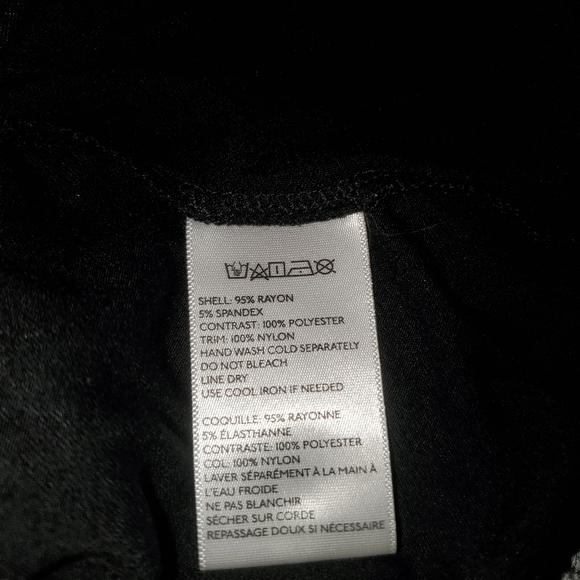 SHELL: 95% RAYON
5% SPANDEX
CONTRAST: 100% POLYESTER
TRIM: 100% NYLON
HAND WASH COLD SEPARATELY
DO NOT BLEACH
LINE DRY
USE COOL IRON IF NEEDED
COQUILLE: 95% RAYONNE
5% ÉLASTHANNE
CONTRASTE: 100% POLYESTER
COL: 100% NYLON
LAVER SÉPARÉMENT À LA MAIN À
L'EAU FROIDE
NE PAS BLANCHIR
SÉCHER SUR CORDE
REPASSAGE DOUX SI NÉCESSAIRE